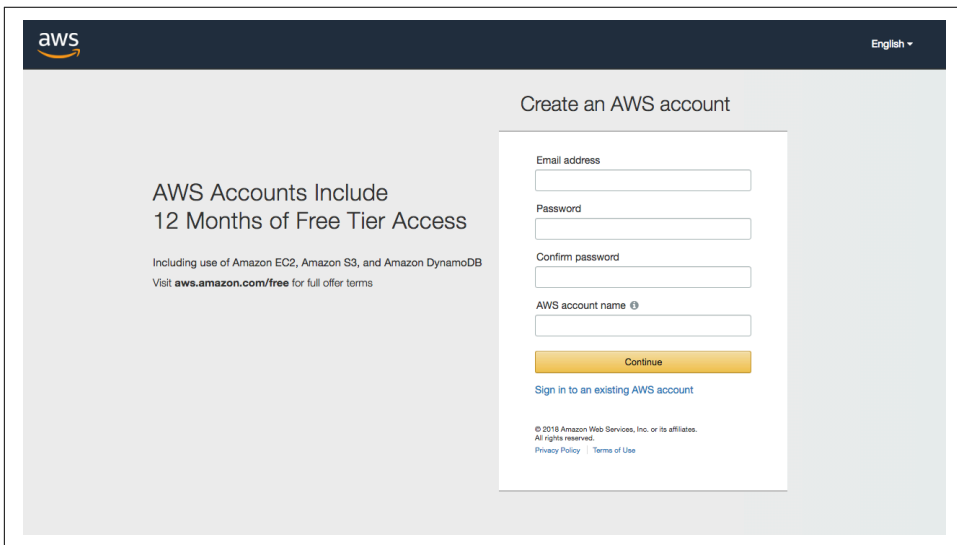 aws
English
Create an AWS account
AWS Accounts Include
12 Months of Free Tier Access
Including use of Amazon EC2, Amazon S3, and Amazon DynamoDB
Visit aws.amazon.com/free for full offer terms
Email address
Password
Confirm password
AWS account name
Continue
Sign in to an existing AWS account
© 2018 Amazon Web Services, Inc. or its affiliates.
All rights reserved.
Privacy Policy | Terms of Use